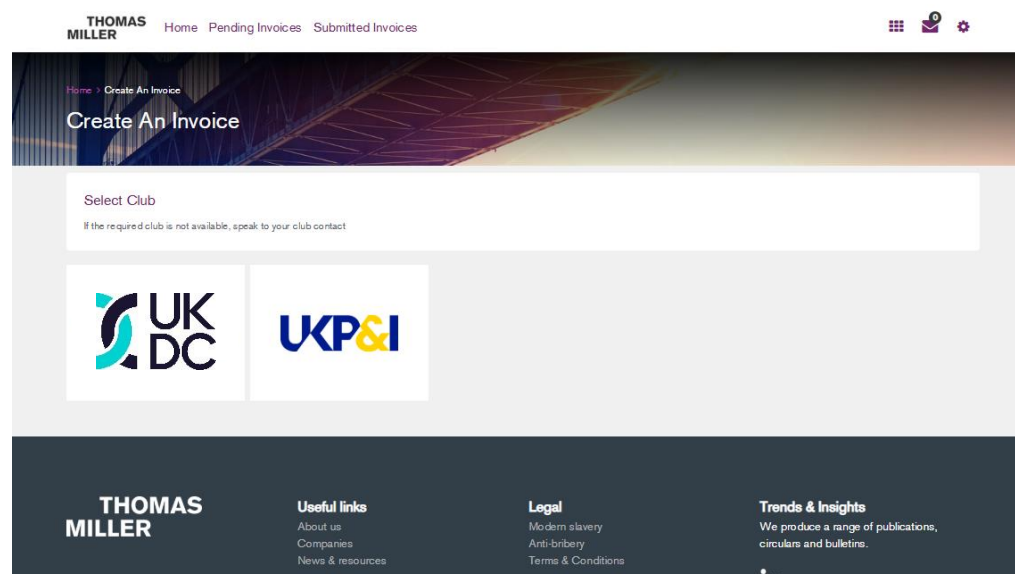 THOMAS
MILLER
Home Pending Invoices Submitted Invoices
0
Home > Create An Invoice
Create An Invoice
Select Club
If the required club is not available, speak to your club contact
UK
DC
UKP&I
THOMAS
MILLER
Useful links
About us
Companies
News & resources
Legal
Modern slavery
Anti-bribery
Terms & Conditions
Trends & Insights
We produce a range of publications,
circulars and bulletins.